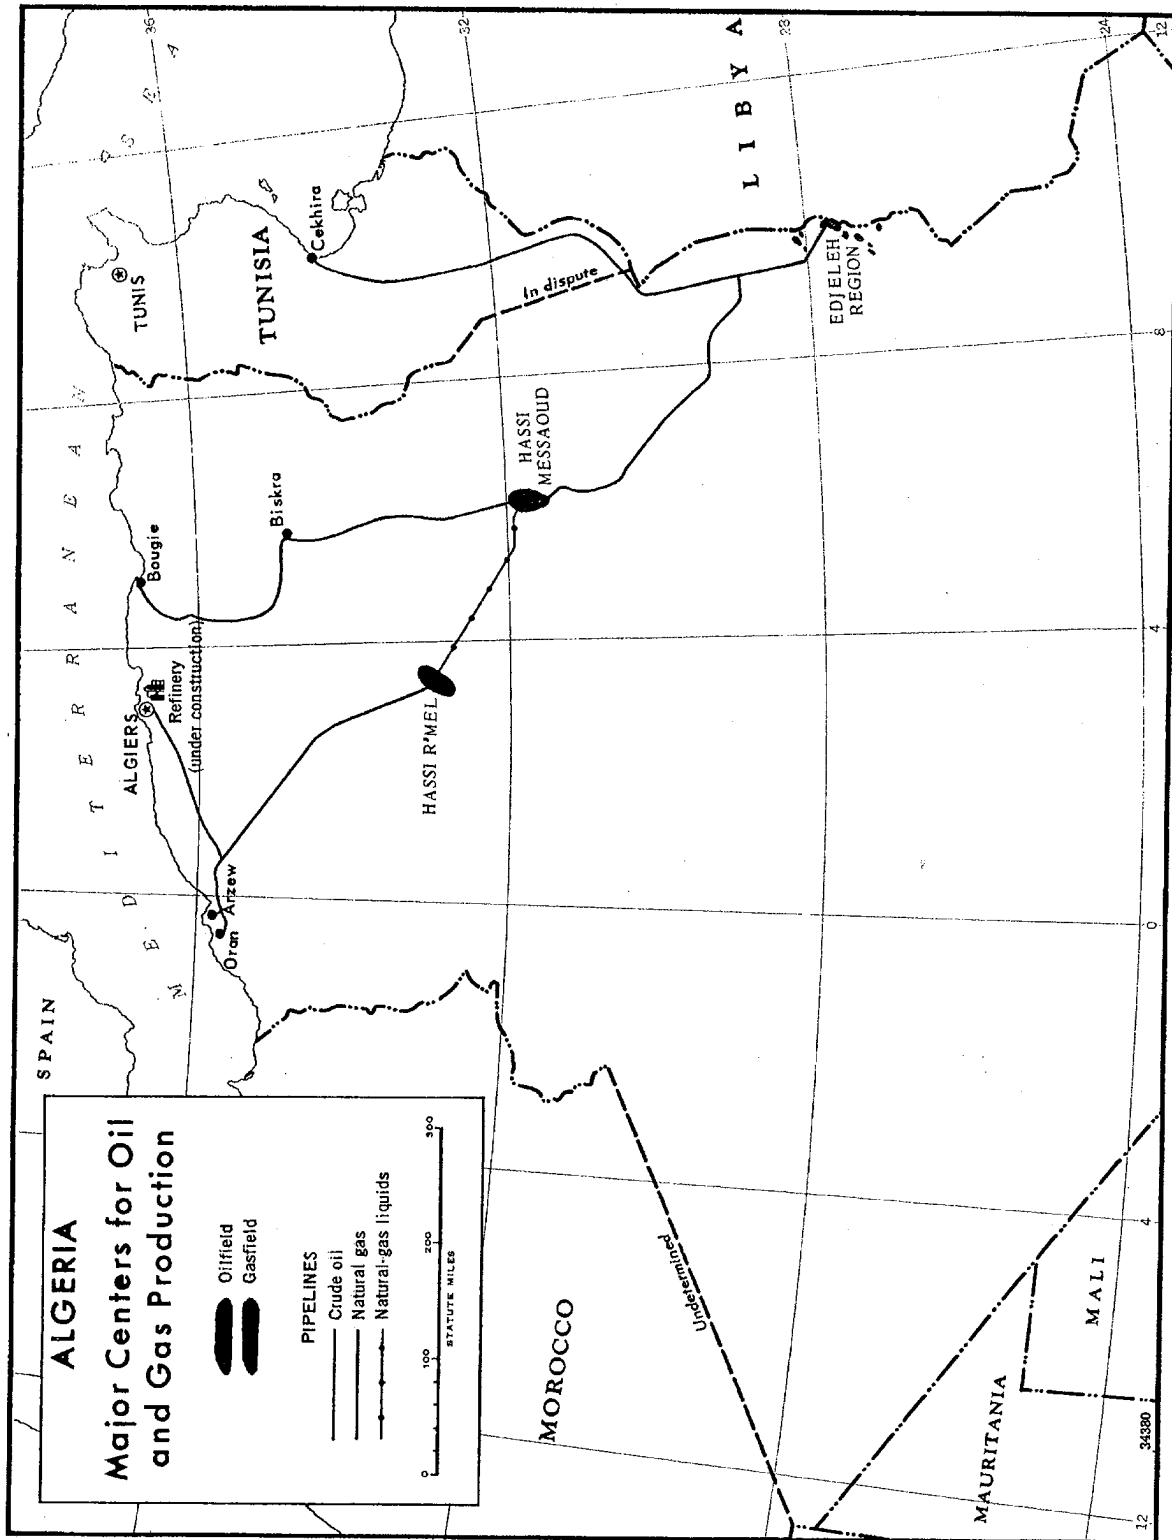 ALGERIA
Major Centers for Oil
and Gas Production
Oilfield
Gasfield
PIPELINES
Crude oil
Natural gas
Natural-gas liquids
0 100 200 300
STATUTE MILES
SPAIN
MEDITERRANEAN
SEA
ALGIERS
Refinery
(under construction)
Bougie
TUNIS
TUNISIA
Cekhira
Biskra
Oran
Arzew
HASSI R'MEL
HASSI
MESSAOUD
In dispute
EDJELEH
REGION
LIBYA
MOROCCO
Undetermined
MAURITANIA
MALI
36
32
28
24
12
12
4
0
4
8
34380